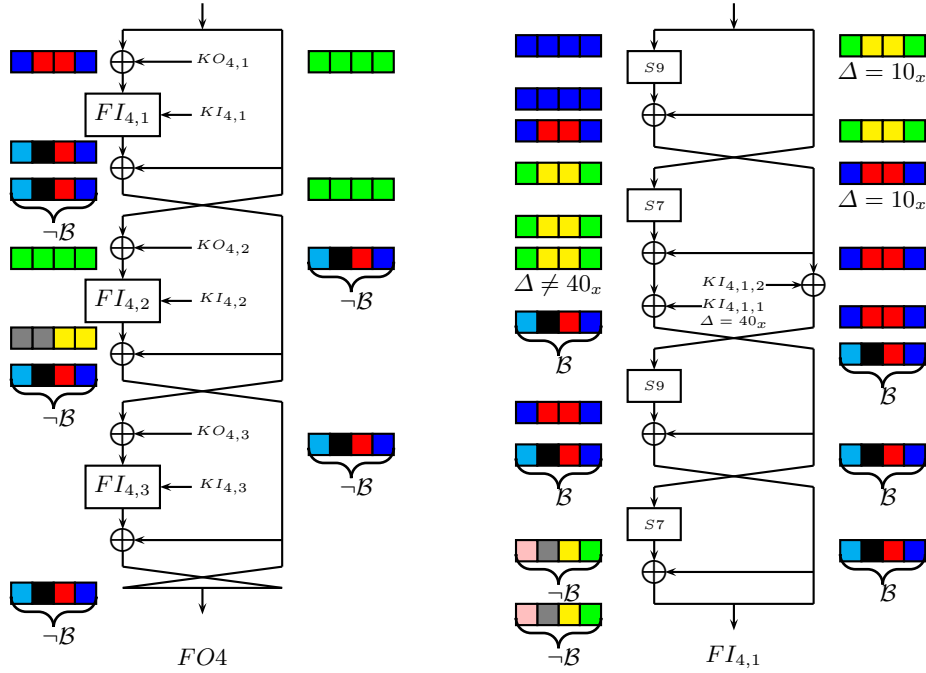 KO4,1
FI4,1
KI4,1
¬B
KO4,2
FI4,2
KI4,2
¬B
¬B
KO4,3
FI4,3
KI4,3
¬B
¬B
FO4
S9
Δ = 10x
S7
Δ = 10x
Δ ≠ 40x
KI4,1,2
KI4,1,1
Δ = 40x
B
S9
B
B
B
S7
¬B
B
¬B
FI4,1